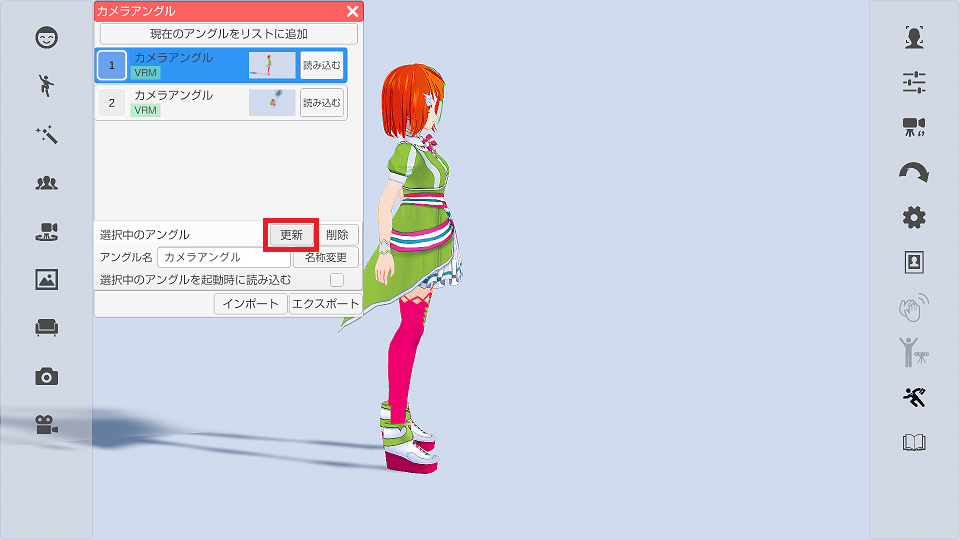 カメラアングル
現在のアングルをリストに追加
1 カメラアングル
VRM
読み込む
2 カメラアングル
VRM
読み込む
選択中のアングル 更新 削除
アングル名 カメラアングル 名称変更
選択中のアングルを起動時に読み込む
インポート エクスポート